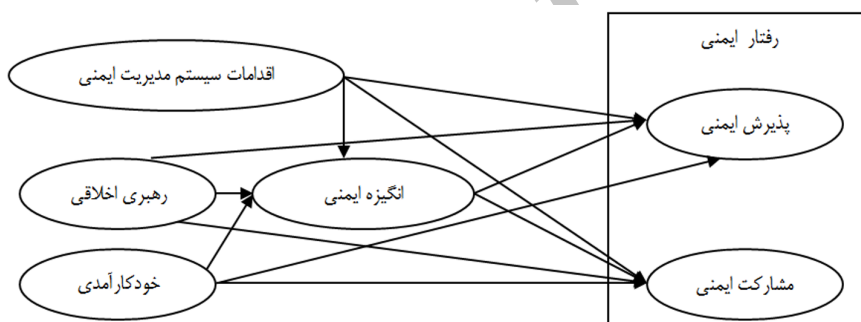 رفتار ایمنی
اقدامات سیستم مدیریت ایمنی
پذیرش ایمنی
رهبری اخلاقی
انگیزه ایمنی
خودکارآمدی
مشارکت ایمنی